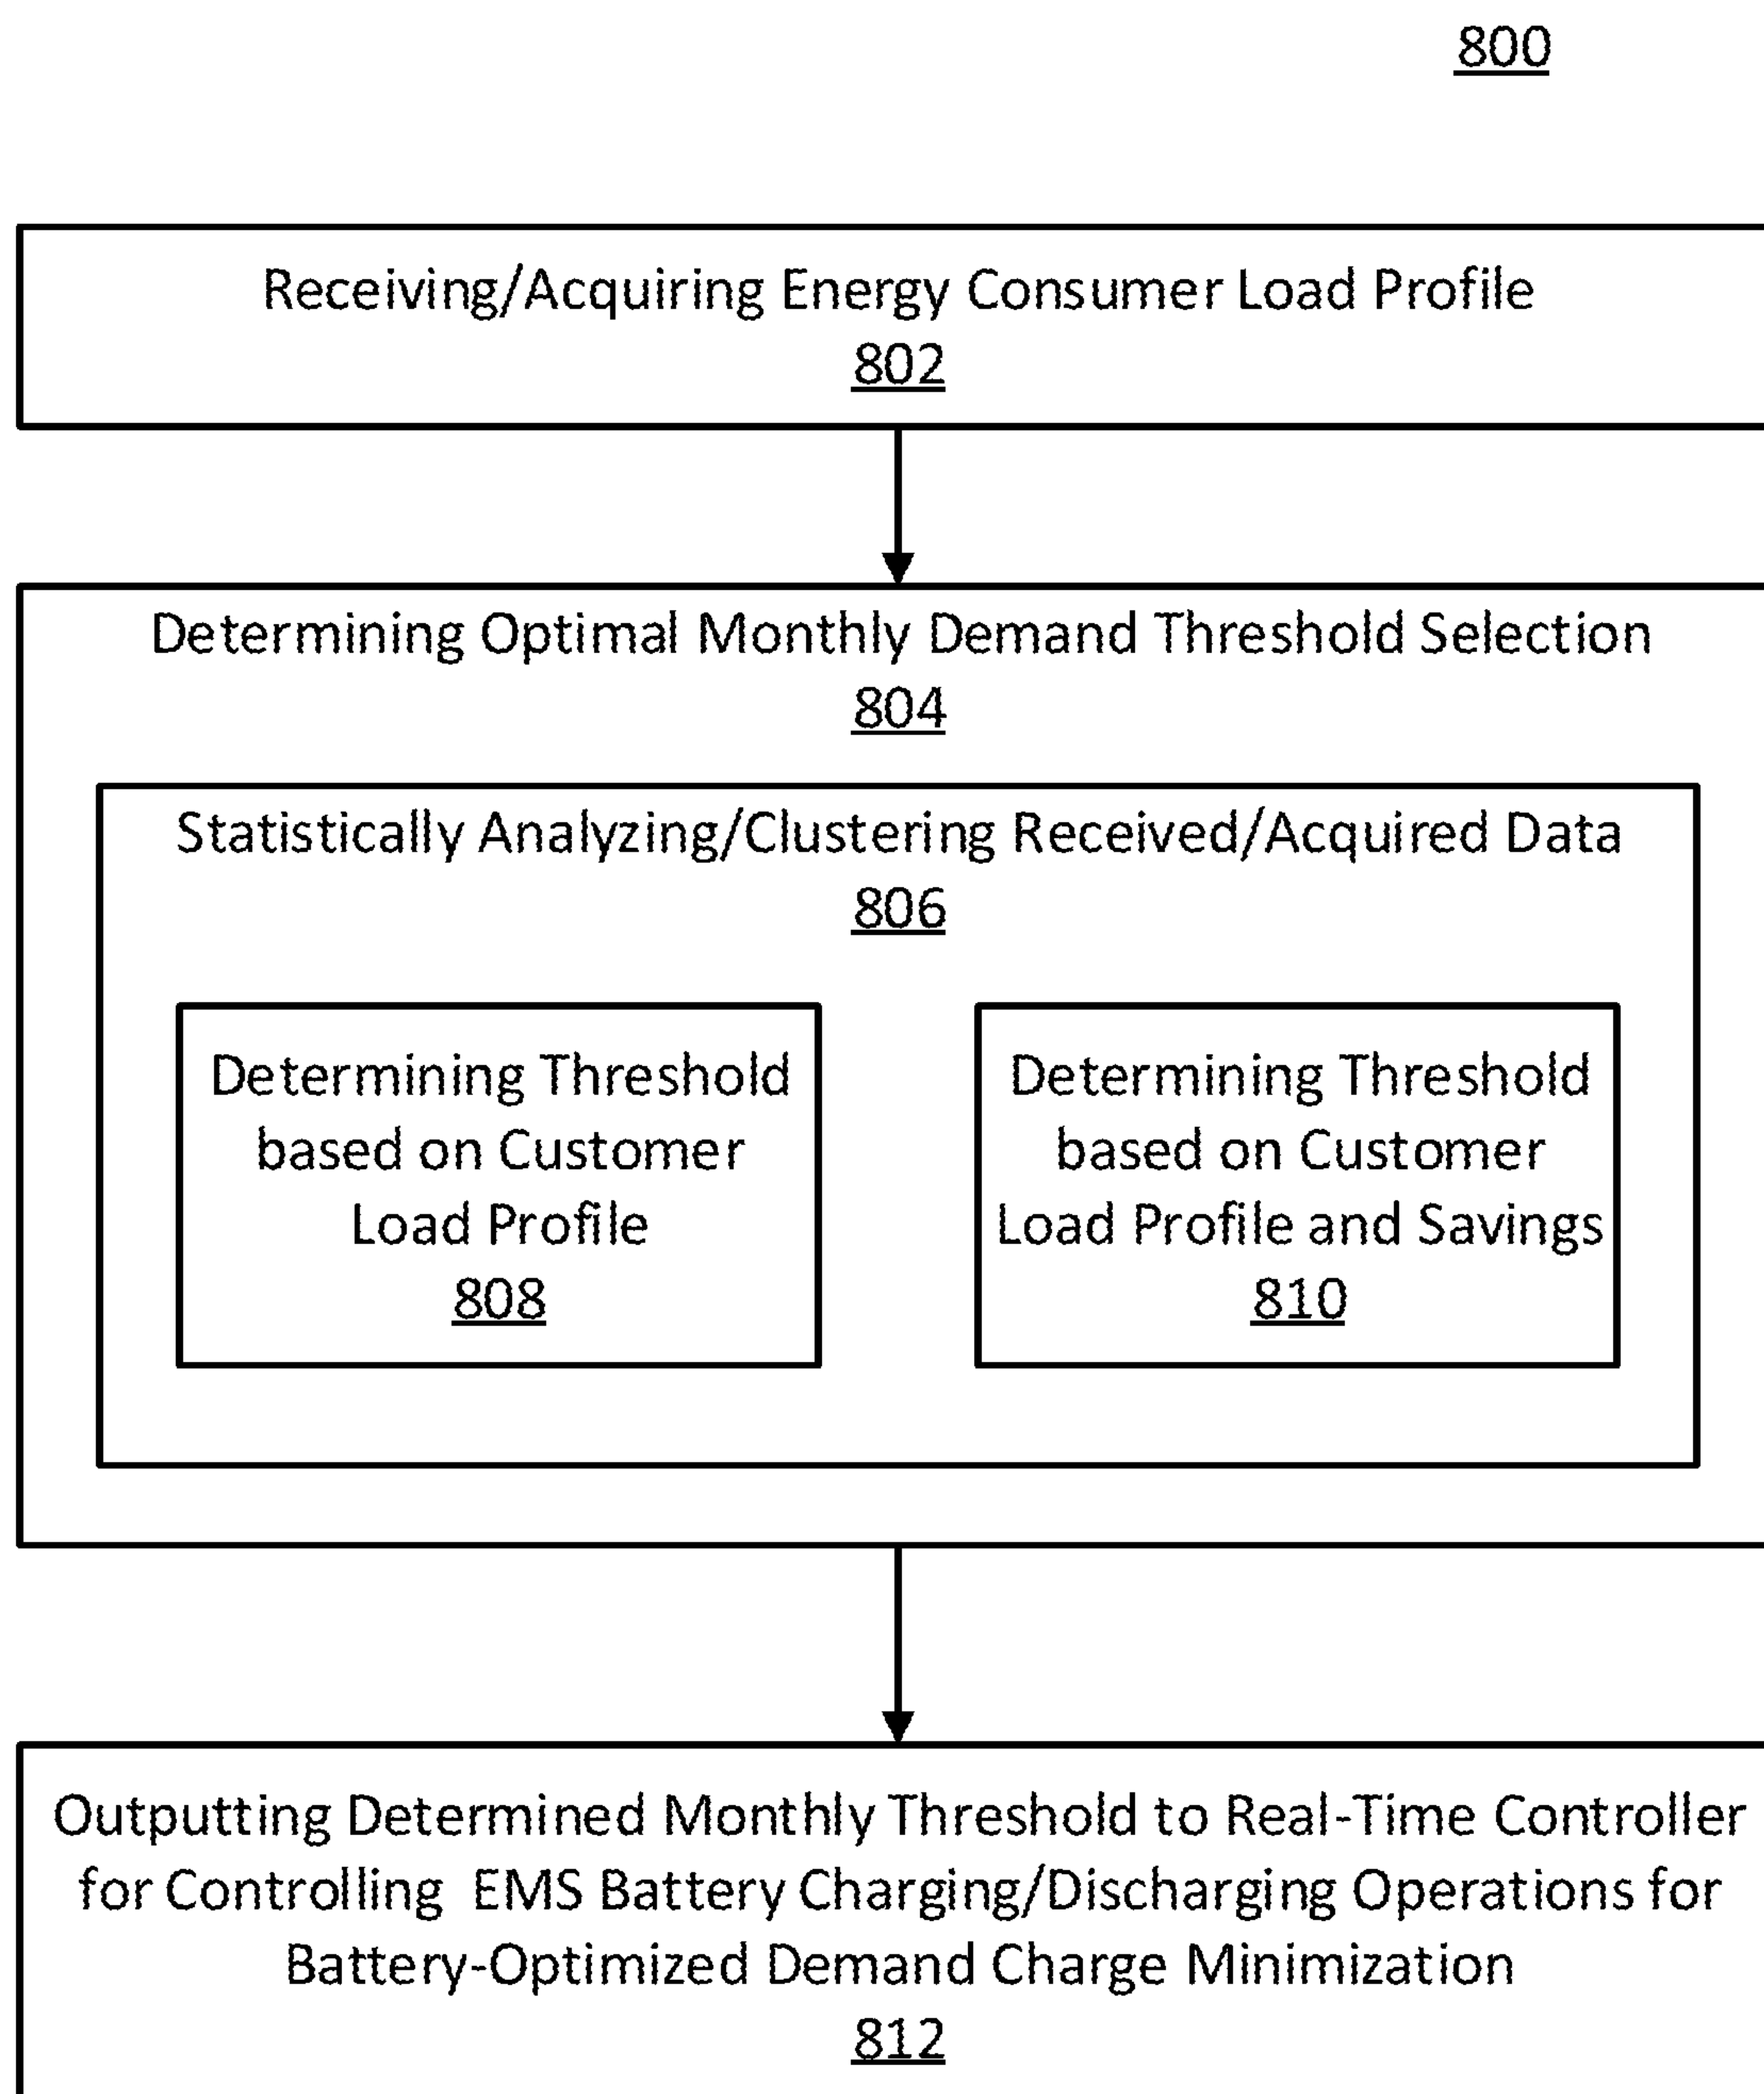 800
Receiving/Acquiring Energy Consumer Load Profile
802
Determining Optimal Monthly Demand Threshold Selection
804
Statistically Analyzing/Clustering Received/Acquired Data
806
Determining Threshold
based on Customer
Load Profile
808
Determining Threshold
based on Customer
Load Profile and Savings
810
Outputting Determined Monthly Threshold to Real-Time Controller
for Controlling EMS Battery Charging/Discharging Operations for
Battery-Optimized Demand Charge Minimization
812